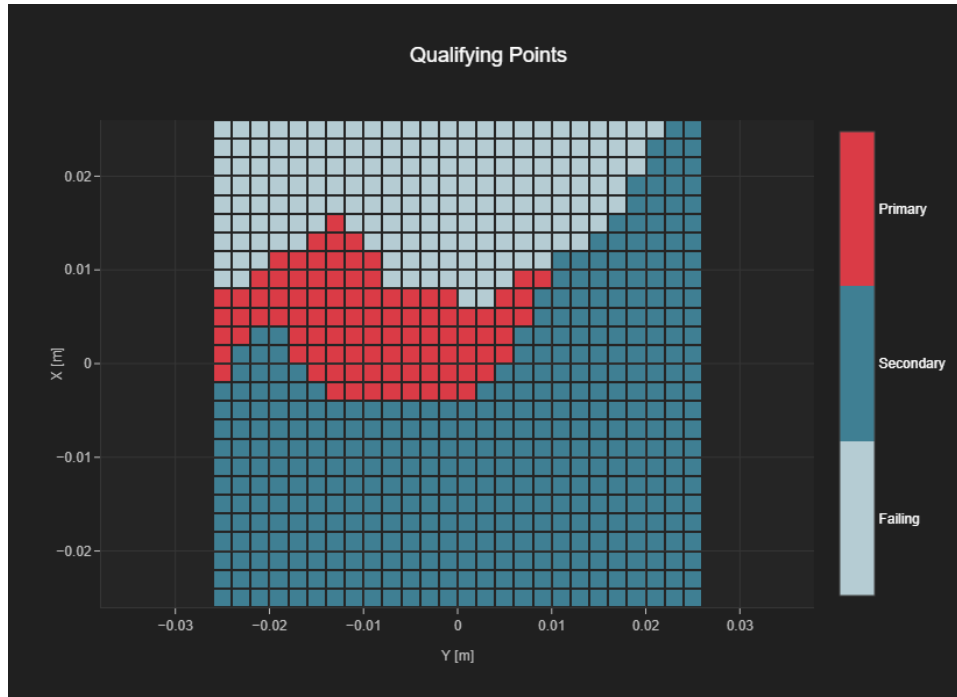 Qualifying Points
0.02
0.01
0
−0.01
−0.02
X [m]
−0.03
−0.02
−0.01
0
0.01
0.02
0.03
Y [m]
Primary
Secondary
Failing